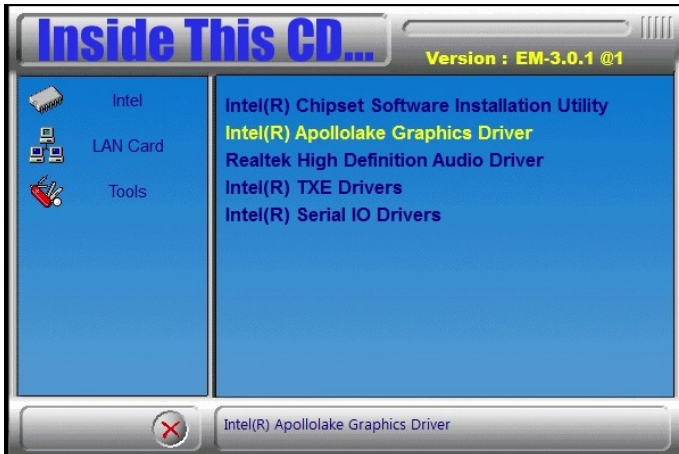 Inside This CD...
Version : EM-3.0.1 @1
Intel
LAN Card
Tools
Intel(R) Chipset Software Installation Utility
Intel(R) Apollolake Graphics Driver
Realtek High Definition Audio Driver
Intel(R) TXE Drivers
Intel(R) Serial IO Drivers
Intel(R) Apollolake Graphics Driver